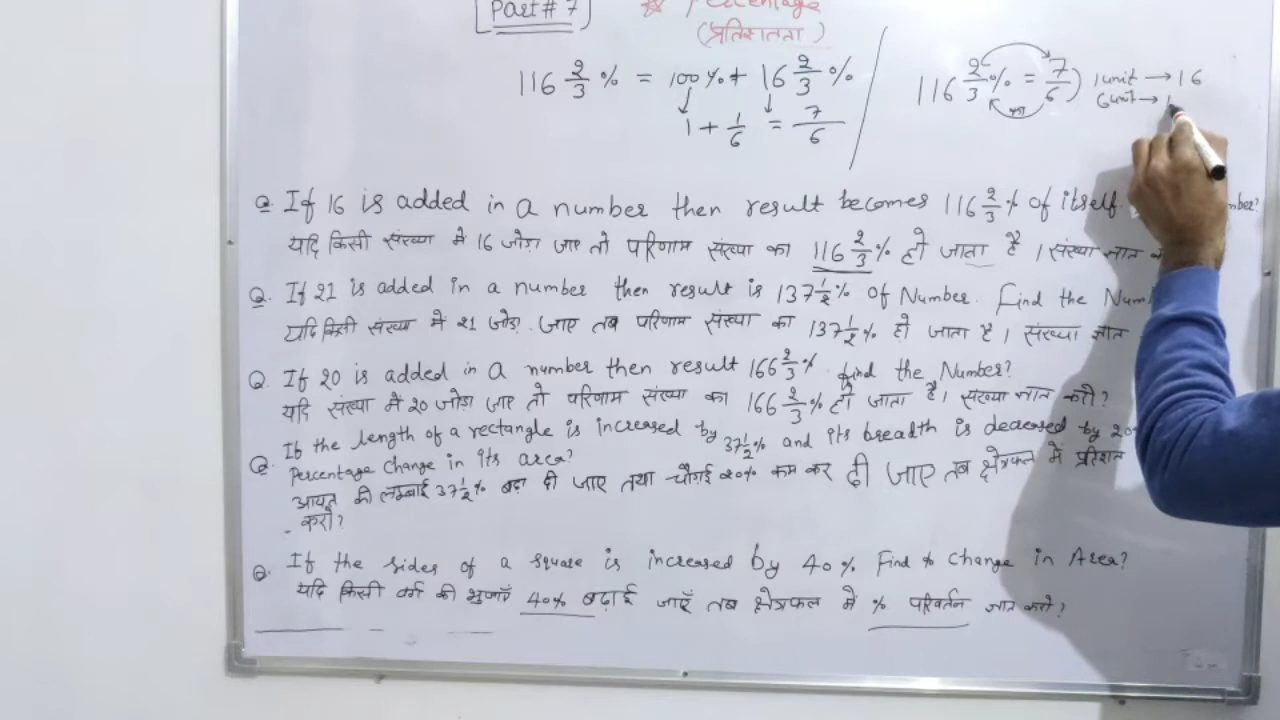 Part # 7
Percentage
(प्रतिशतता)
116 2/3 % = 100% + 16 2/3 %
1 + 1/6 = 7/6
116 2/3 % = 7/6
का
1 unit → 16
6 unit → 1
Q. If 16 is added in a number then result becomes 116 2/3 % of itself.
यदि किसी संख्या में 16 जोड़ा जाए तो परिणाम संख्या का 116 2/3 % हो जाता है । संख्या ज्ञात
Q. If 21 is added in a number then result is 137 1/2 % of Number. Find the Num
यदि किसी संख्या में 21 जोड़ा जाए तब परिणाम संख्या का 137 1/2 % हो जाता है । संख्या ज्ञात
Q. If 20 is added in a number then result 166 2/3 % find the Number?
यदि संख्या में 20 जोड़ा जाए तो परिणाम संख्या का 166 2/3 % हो जाता है। संख्या ज्ञात करो?
Q. If the length of a rectangle is increased by 37 1/2 % and its breadth is decreased by 20
Percentage change in its area?
आयत की लम्बाई 37 1/2 % बढ़ा दी जाए तथा चौड़ाई 20% कम कर दी जाए तब क्षेत्रफल में प्रतिशत
करो?
Q. If the sides of a square is increased by 40% Find % Change in Area?
यदि किसी वर्ग की भुजाएँ 40% बढ़ाई जाएँ तब क्षेत्रफल में % परिवर्तन ज्ञात करो?